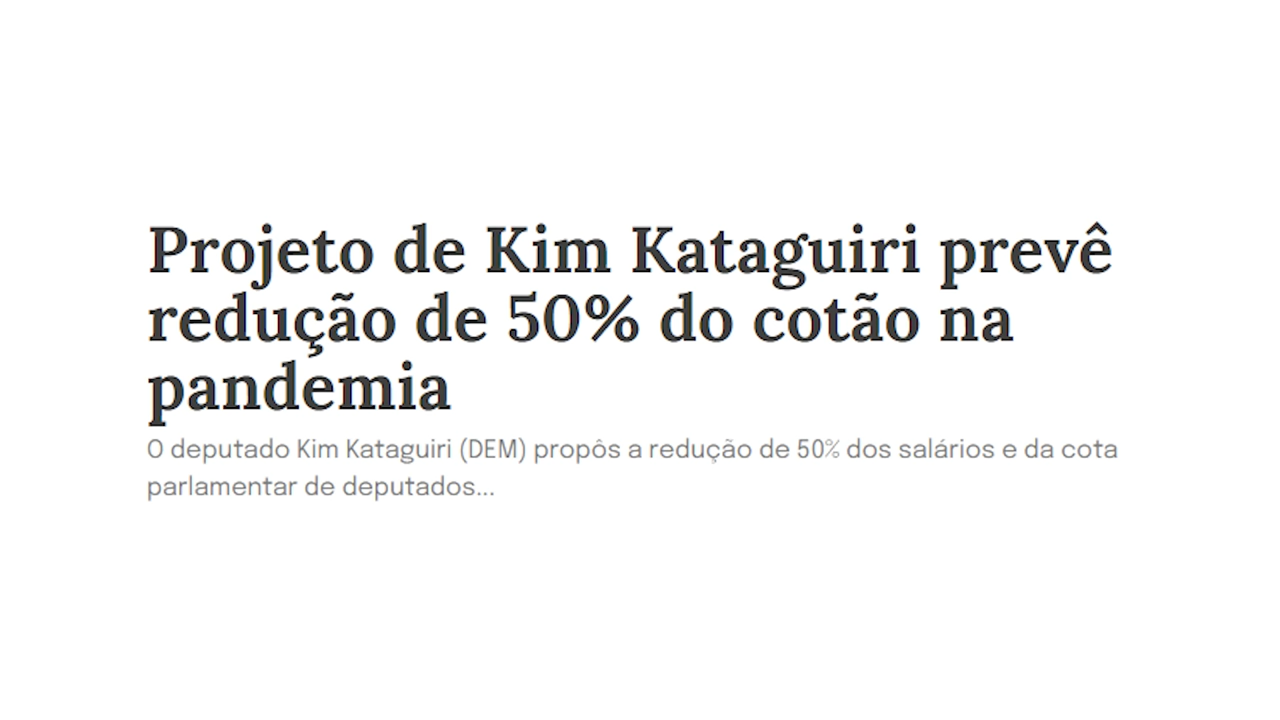 Projeto de Kim Kataguiri prevê
redução de 50% do cotão na
pandemia
O deputado Kim Kataguiri (DEM) propôs a redução de 50% dos salários e da cota
parlamentar de deputados...